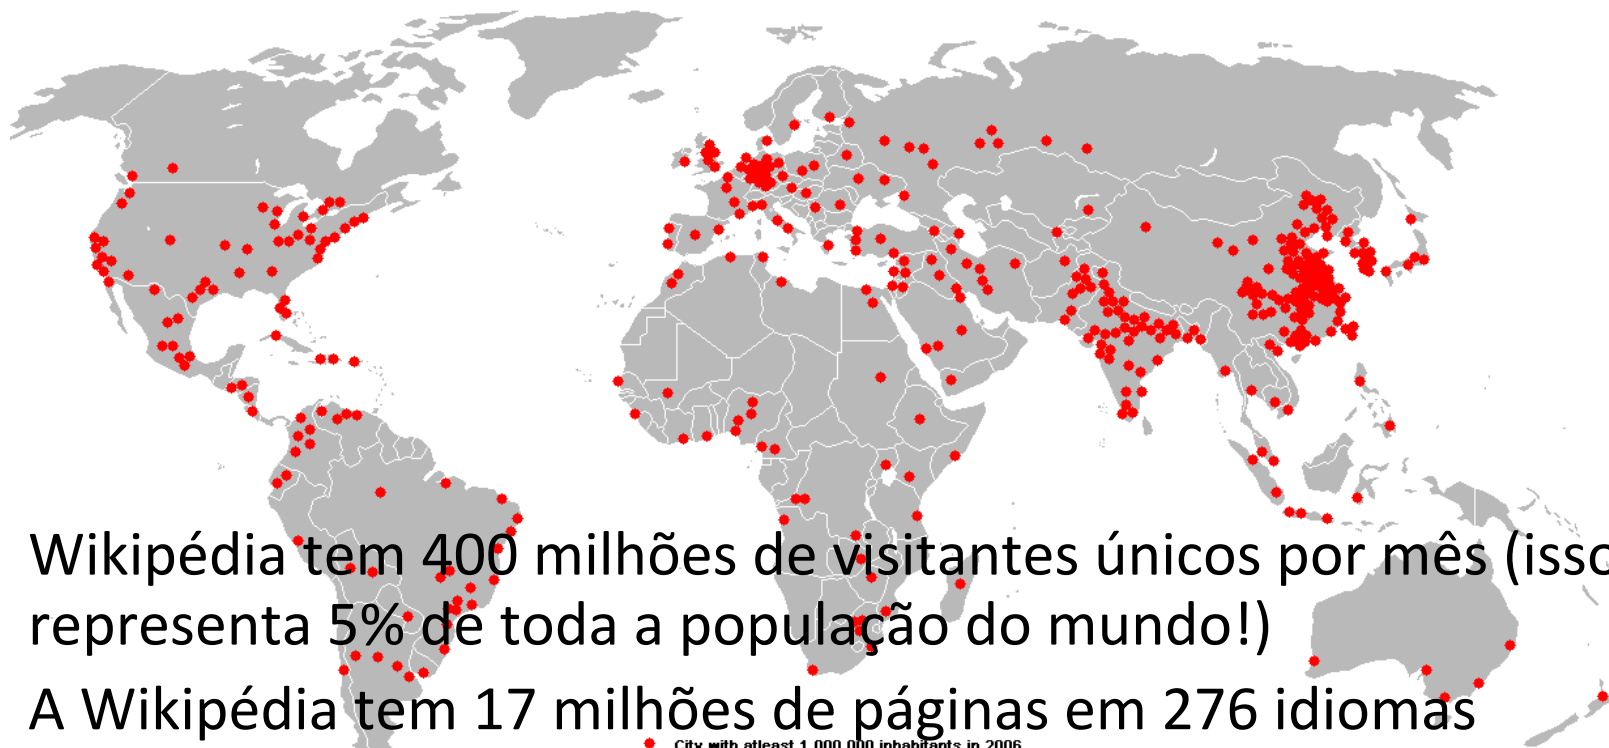 Wikipédia tem 400 milhões de visitantes únicos por mês (isso
representa 5% de toda a população do mundo!)
A Wikipédia tem 17 milhões de páginas em 276 idiomas
City with atleast 1 000 000 inhabitants in 2006